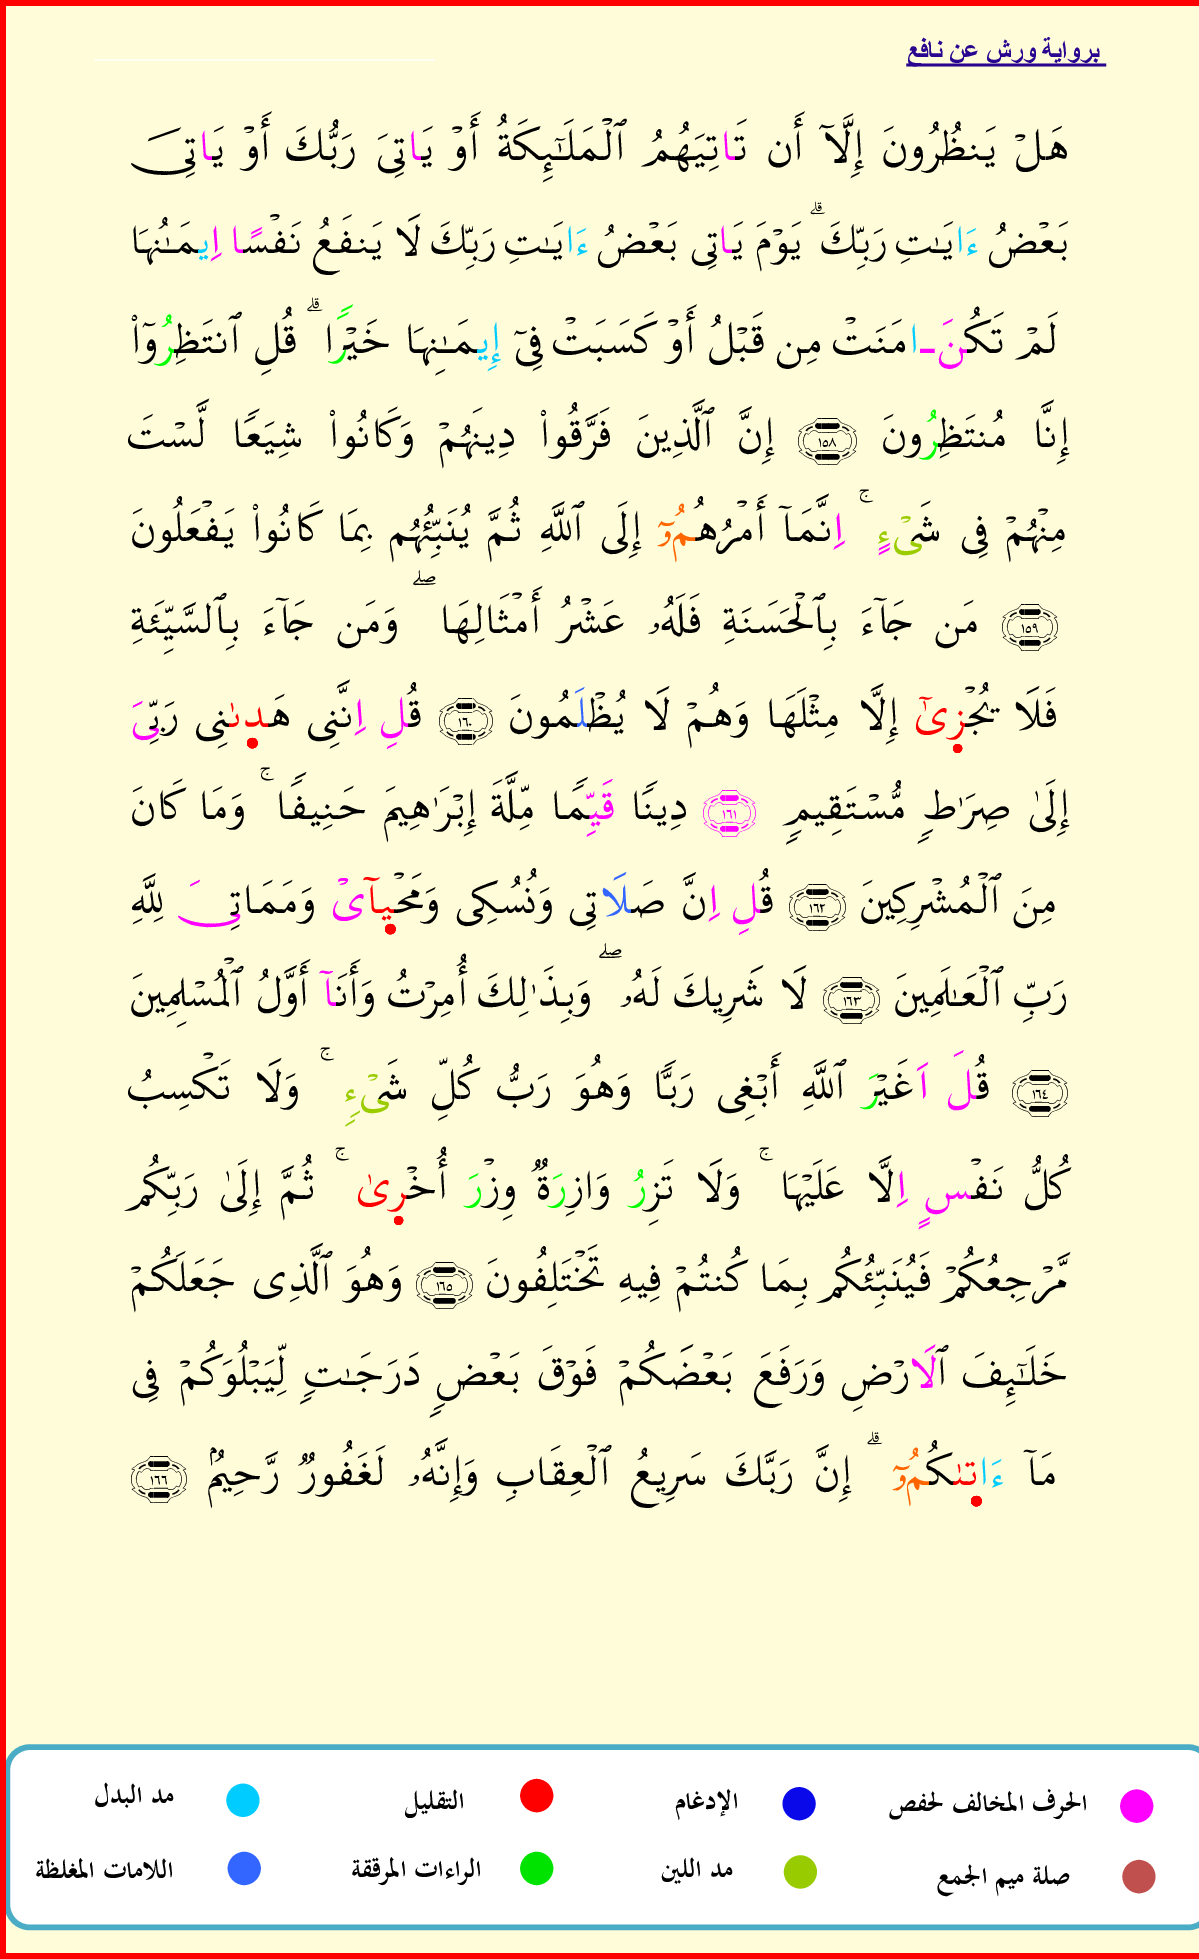 برواية ورش عن نافع
هَلْ يَنظُرُونَ إِلَّآ أَن تَاتِيَهُمُ ٱلْمَلَٰٓئِكَةُ أَوْ يَاتِىَ رَبُّكَ أَوْ يَاتِىَ
بَعْضُ ءَايَٰتِ رَبِّكَ ۗ يَوْمَ يَاتِى بَعْضُ ءَايَٰتِ رَبِّكَ لَا يَنفَعُ نَفْسًا اِيمَٰنُهَا
لَمْ تَكُنَ ـامَنَتْ مِن قَبْلُ أَوْ كَسَبَتْ فِىٓ إِيمَٰنِهَا خَيْرًا ۗ قُلِ ٱنتَظِرُوٓا۟
إِنَّا مُنتَظِرُونَ ١٥٨ إِنَّ ٱلَّذِينَ فَرَّقُوا۟ دِينَهُمْ وَكَانُوا۟ شِيَعًا لَّسْتَ
مِنْهُمْ فِى شَىْءٍ ۚ اِنَّمَآ أَمْرُهُمُوٓ إِلَى ٱللَّهِ ثُمَّ يُنَبِّئُهُم بِمَا كَانُوا۟ يَفْعَلُونَ
١٥٩ مَن جَآءَ بِٱلْحَسَنَةِ فَلَهُۥ عَشْرُ أَمْثَالِهَا ۖ وَمَن جَآءَ بِٱلسَّيِّئَةِ
فَلَا يُجْزِىٰٓ إِلَّا مِثْلَهَا وَهُمْ لَا يُظْلَمُونَ ١٦٠ قُلِ اِنَّنِى هَدِىٰنِى رَبِّىَ
إِلَىٰ صِرَٰطٍ مُّسْتَقِيمٍ ١٦١ دِينًا قَيِّمًا مِّلَّةَ إِبْرَٰهِيمَ حَنِيفًا ۚ وَمَا كَانَ
مِنَ ٱلْمُشْرِكِينَ ١٦٢ قُلِ اِنَّ صَلَاتِى وَنُسُكِى وَمَحْيِآىْ وَمَمَاتِىَ لِلَّهِ
رَبِّ ٱلْعَٰلَمِينَ ١٦٣ لَا شَرِيكَ لَهُۥ ۖ وَبِذَٰلِكَ أُمِرْتُ وَأَنَآ أَوَّلُ ٱلْمُسْلِمِينَ
١٦٤ قُلَ اَغَيْرَ ٱللَّهِ أَبْغِى رَبًّا وَهُوَ رَبُّ كُلِّ شَىْءٍ ۚ وَلَا تَكْسِبُ
كُلُّ نَفْسٍ اِلَّا عَلَيْهَا ۚ وَلَا تَزِرُ وَازِرَةٌ وِزْرَ أُخْرِىٰ ۚ ثُمَّ إِلَىٰ رَبِّكُم
مَّرْجِعُكُمْ فَيُنَبِّئُكُم بِمَا كُنتُمْ فِيهِ تَخْتَلِفُونَ ١٦٥ وَهُوَ ٱلَّذِى جَعَلَكُمْ
خَلَٰٓئِفَ ٱلَارْضِ وَرَفَعَ بَعْضَكُمْ فَوْقَ بَعْضٍ دَرَجَٰتٍ لِّيَبْلُوَكُمْ فِى
مَآ ءَاتِىٰكُمُوٓ ۗ إِنَّ رَبَّكَ سَرِيعُ ٱلْعِقَابِ وَإِنَّهُۥ لَغَفُورٌ رَّحِيمٌۢ ١٦٦
الحرف المخالف لحفص الإدغام التقليل مد البدل
صلة ميم الجمع مد اللين الراءات المرققة اللامات المغلظة